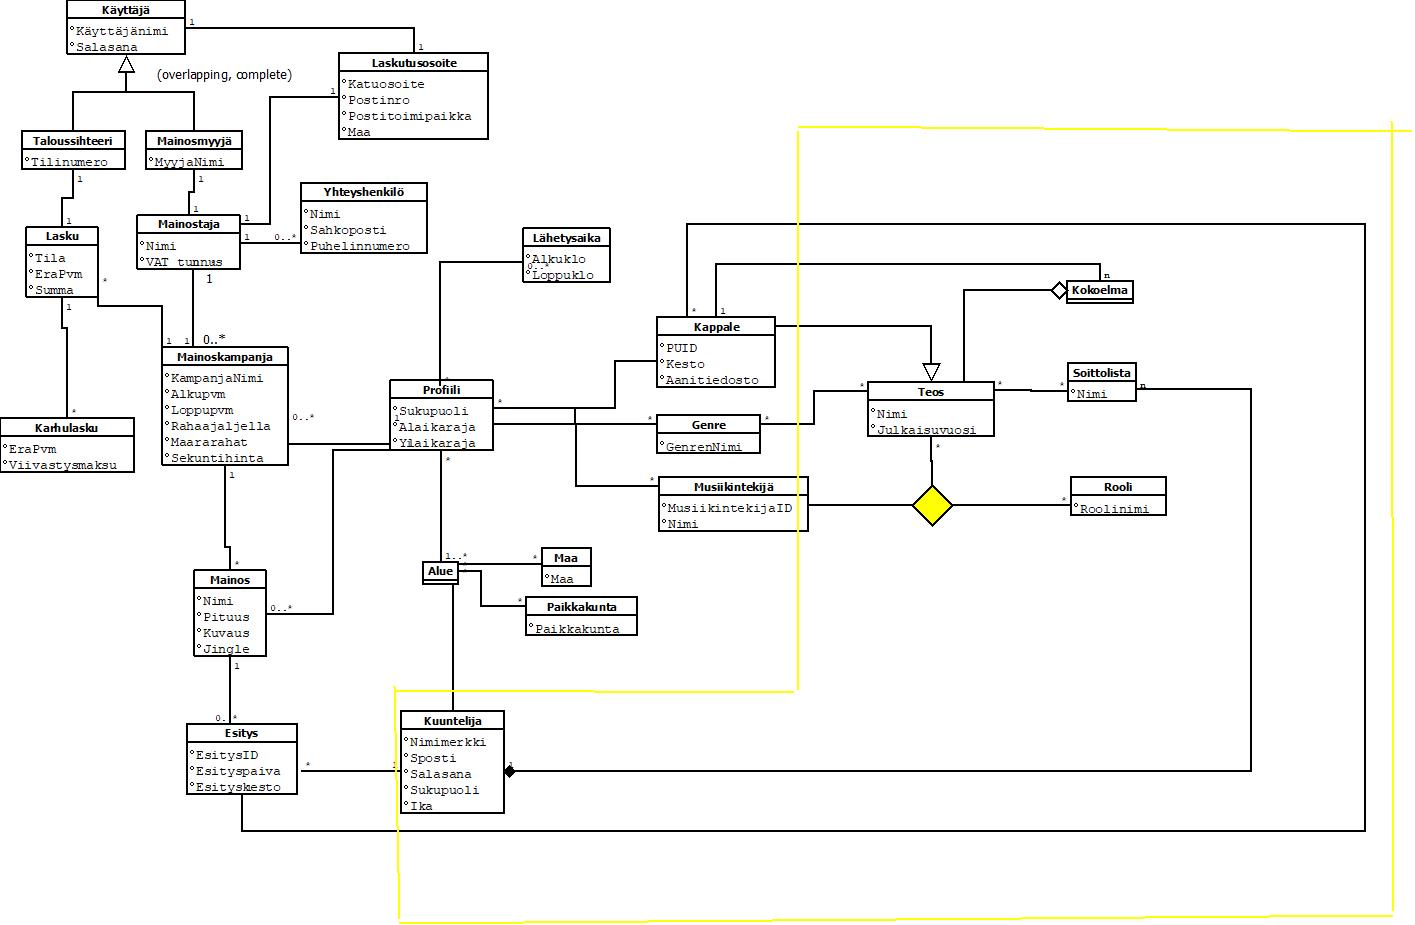 Käyttäjä
Käyttäjänimi
Salasana
1
1
(overlapping, complete)
Laskutusosoite
Katuosoite
Postinro
Postitoimipaikka
Maa
1
Taloussihteeri
Tilinumero
1
Mainosmyyjä
MyyjaNimi
1
Yhteyshenkilö
Nimi
Sahkoposti
Puhelinnumero
1
Lasku
Tila
EraPvm
Summa
1
*
1
Mainostaja
Nimi
VAT tunnus
1
1
0..*
1
Lähetysaika
Alkuklo
0..*
Loppuklo
1
1
0..*
Mainoskampanja
KampanjaNimi
Alkupvm
Loppupvm
Rahaajaljella
Maararahat
Sekuntihinta
0..*
1
*
Karhulasku
EraPvm
Viivastysmaksu
*
Profiili
Sukupuoli
1
Alaikaraja
Ylaikaraja
*
*
*
1
Kappale
PUID
Kesto
Aanitiedosto
n
Kokoelma
*
Genre
GenrenNimi
*
*
Teos
Nimi
Julkaisuvuosi
*
*
*
Soittolista
Nimi
n
*
Musiikintekijä
MusiikintekijaID
Nimi
*
Rooli
Roolinimi
*
Mainos
Nimi
Pituus
Kuvaus
Jingle
0..*
1
1..*
Alue
*
*
Maa
Maa
*
Paikkakunta
Paikkakunta
0..*
Esitys
EsitysID
Esityspaiva
Esityskesto
*
1
Kuuntelija
Nimimerkki
Sposti
Salasana
Sukupuoli
Ika
1